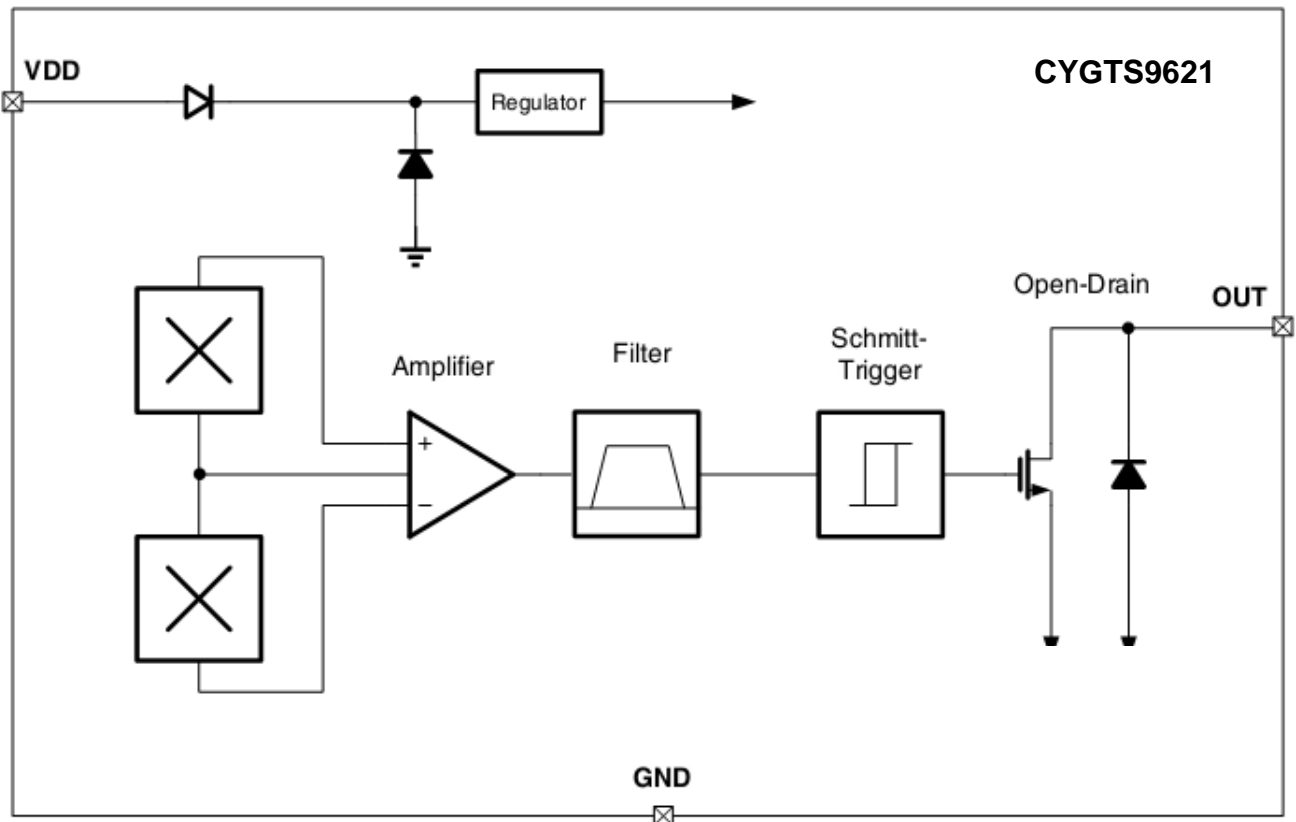 VDD
CYGTS9621
Regulator
Open-Drain
OUT
Schmitt-
Trigger
Filter
Amplifier
+
−
GND